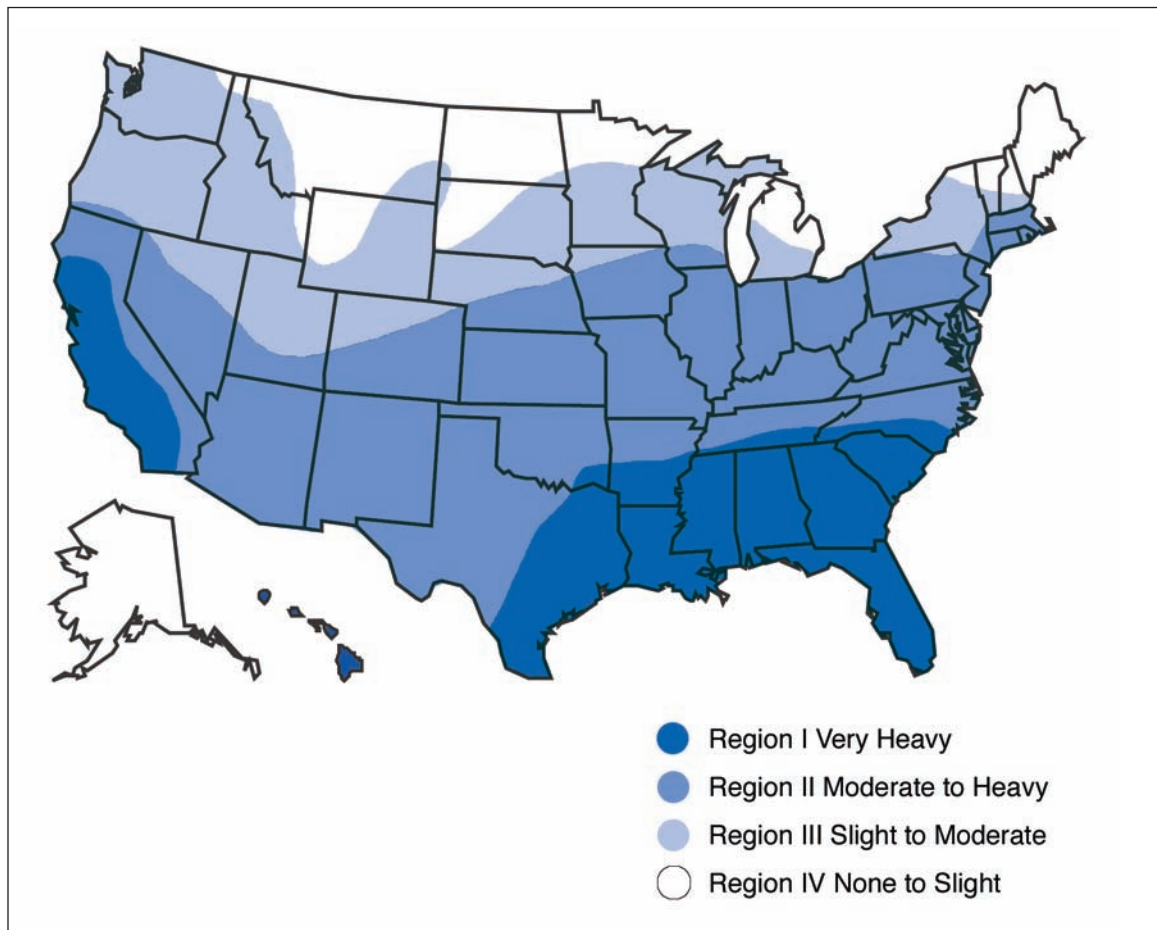 Region I Very Heavy
Region II Moderate to Heavy
Region III Slight to Moderate
Region IV None to Slight